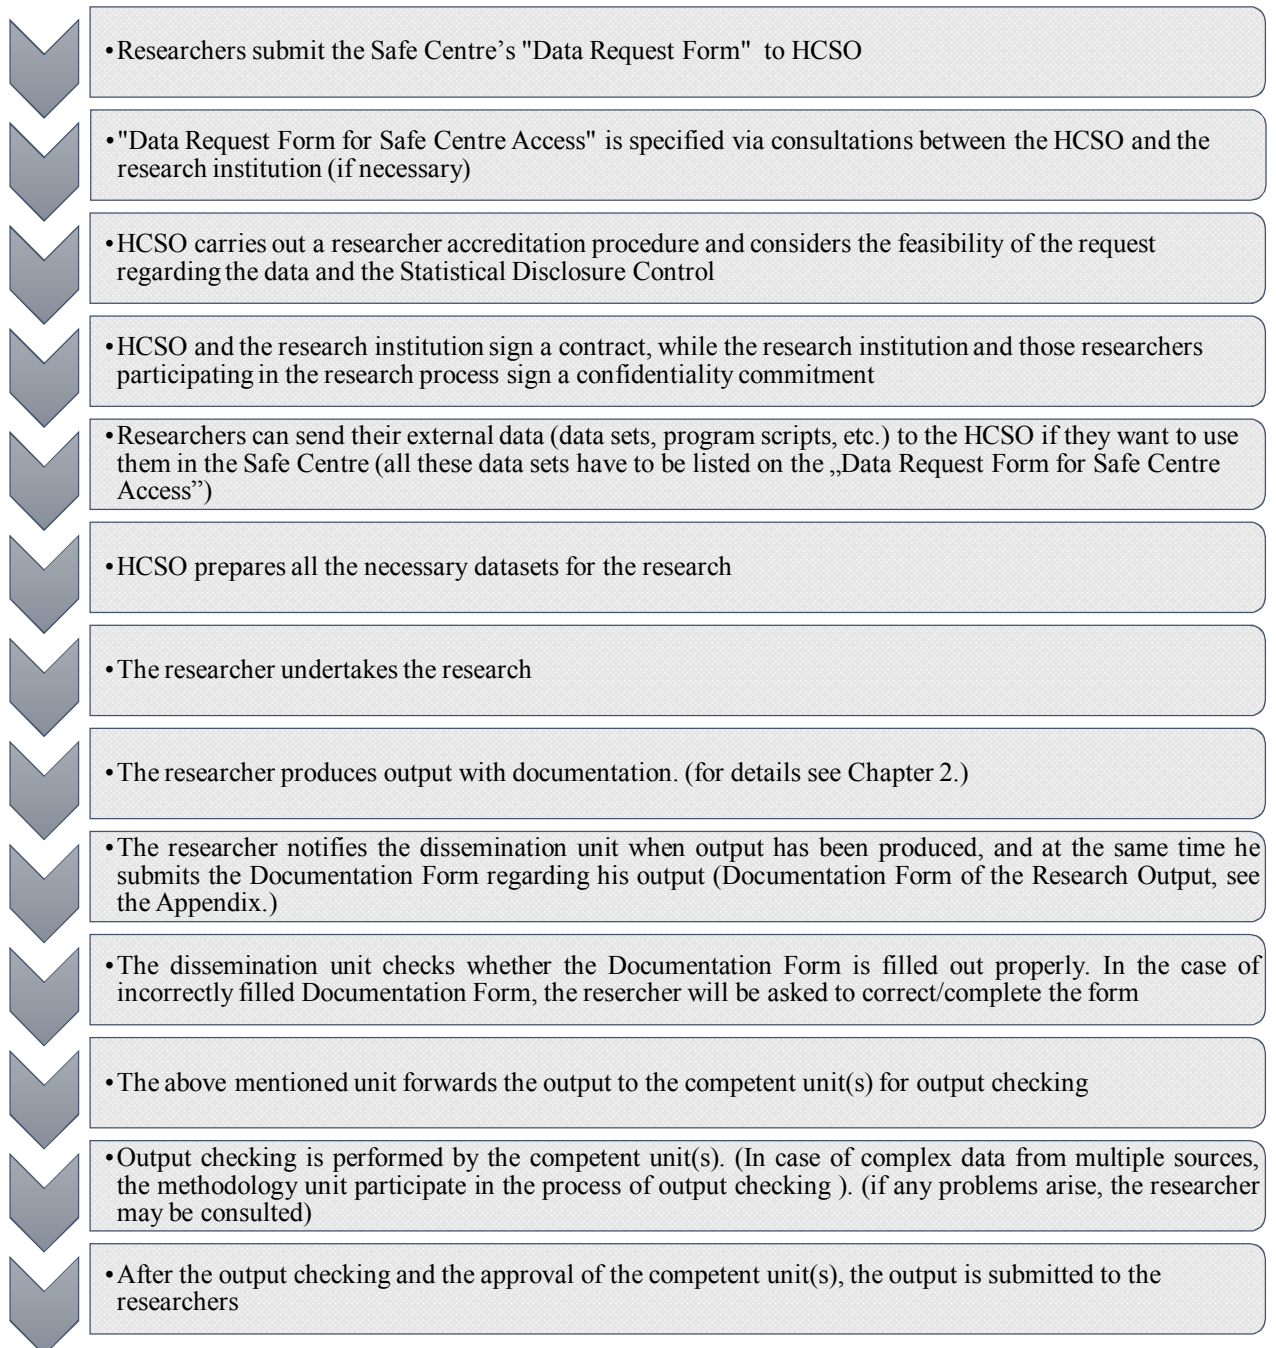 •Researchers submit the Safe Centre’s "Data Request Form" to HCSO
•"Data Request Form for Safe Centre Access" is specified via consultations between the HCSO and the
research institution (if necessary)
•HCSO carries out a researcher accreditation procedure and considers the feasibility of the request
regarding the data and the Statistical Disclosure Control
•HCSO and the research institution sign a contract, while the research institution and those researchers
participating in the research process sign a confidentiality commitment
•Researchers can send their external data (data sets, program scripts, etc.) to the HCSO if they want to use
them in the Safe Centre (all these data sets have to be listed on the „Data Request Form for Safe Centre
Access”)
•HCSO prepares all the necessary datasets for the research
•The researcher undertakes the research
•The researcher produces output with documentation. (for details see Chapter 2.)
•The researcher notifies the dissemination unit when output has been produced, and at the same time he
submits the Documentation Form regarding his output (Documentation Form of the Research Output, see
the Appendix.)
•The dissemination unit checks whether the Documentation Form is filled out properly. In the case of
incorrectly filled Documentation Form, the resercher will be asked to correct/complete the form
•The above mentioned unit forwards the output to the competent unit(s) for output checking
•Output checking is performed by the competent unit(s). (In case of complex data from multiple sources,
the methodology unit participate in the process of output checking ). (if any problems arise, the researcher
may be consulted)
•After the output checking and the approval of the competent unit(s), the output is submitted to the
researchers